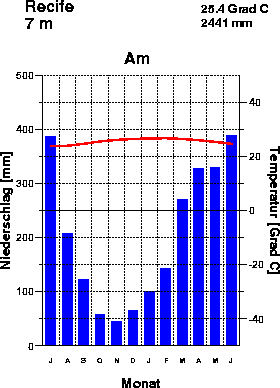 Recife
7 m
25.4 Grad C
2441 mm
Am
Niederschlag [mm]
500
400
300
200
100
0
40
20
0
-20
-40
Temperatur [Grad C]
J A S O N D J F M A M J
Monat